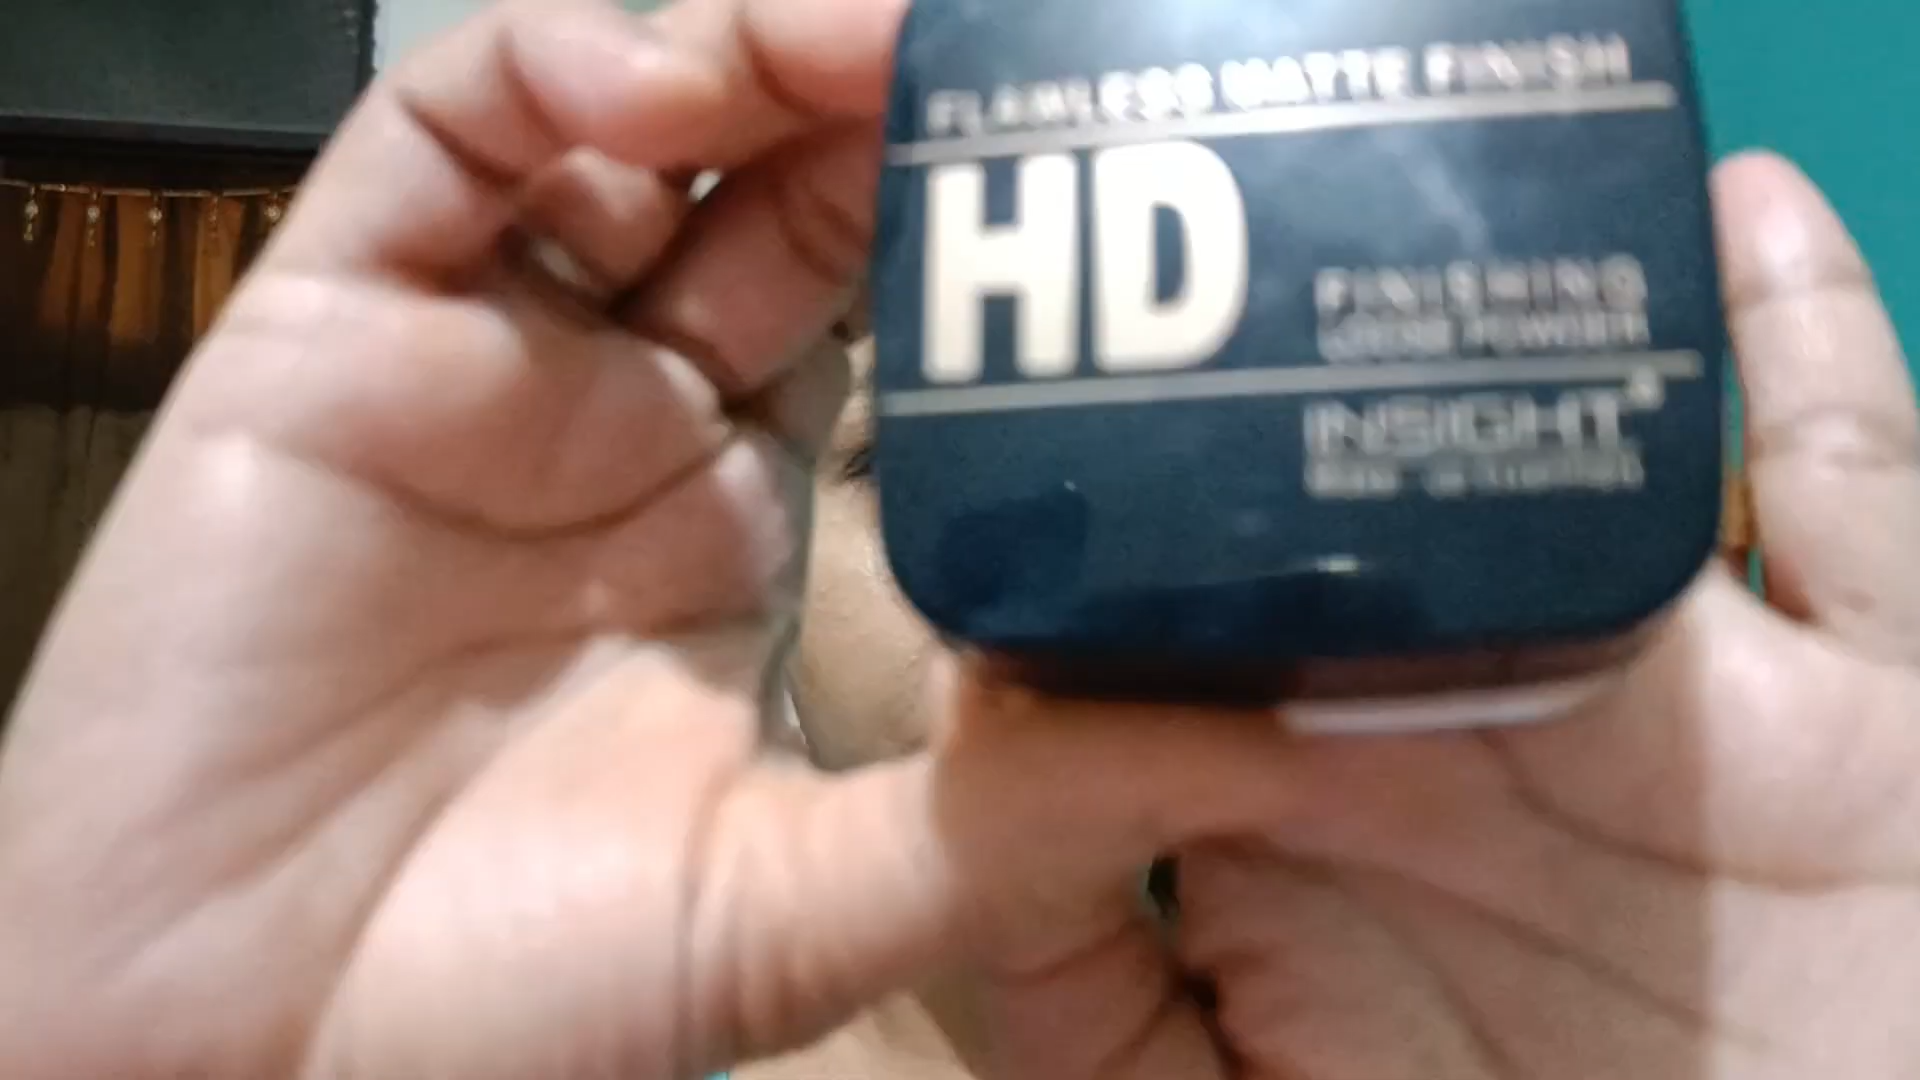 FLAWLESS MATTE FINISH
HD
FINISHING
LOOSE POWDER
INSIGHT